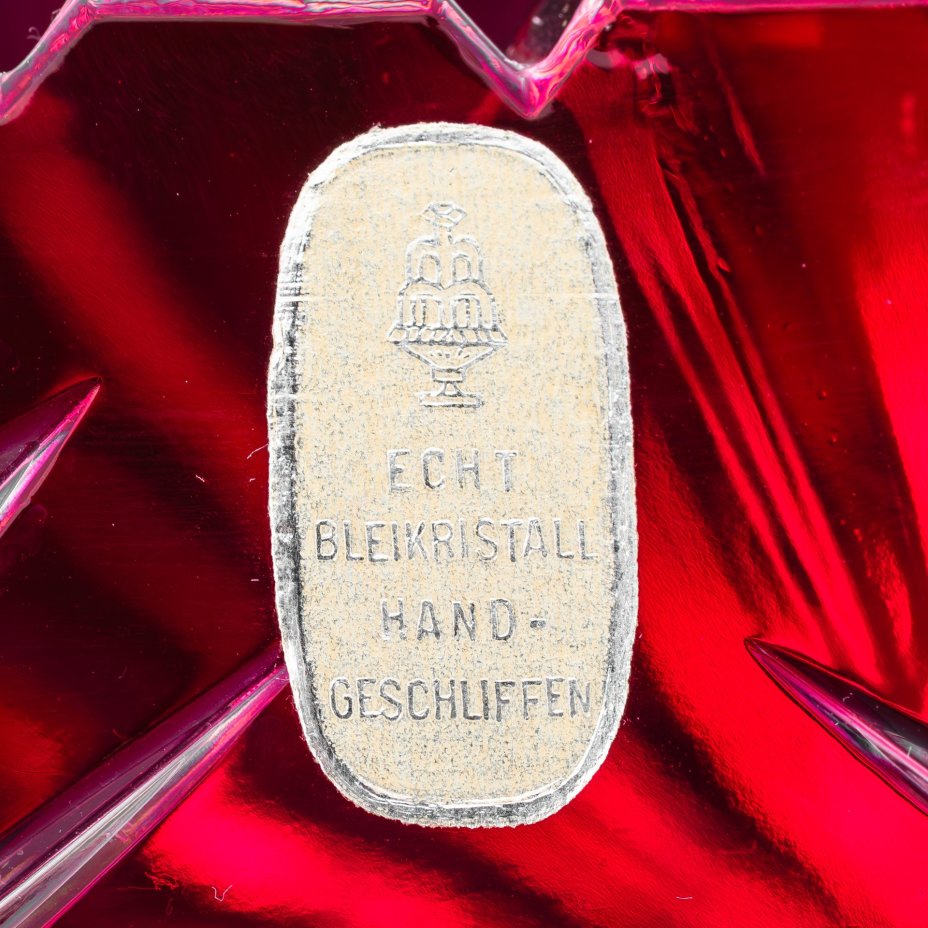 ECHT
BLEIKRISTALL
HAND-
GESCHLIFFEN